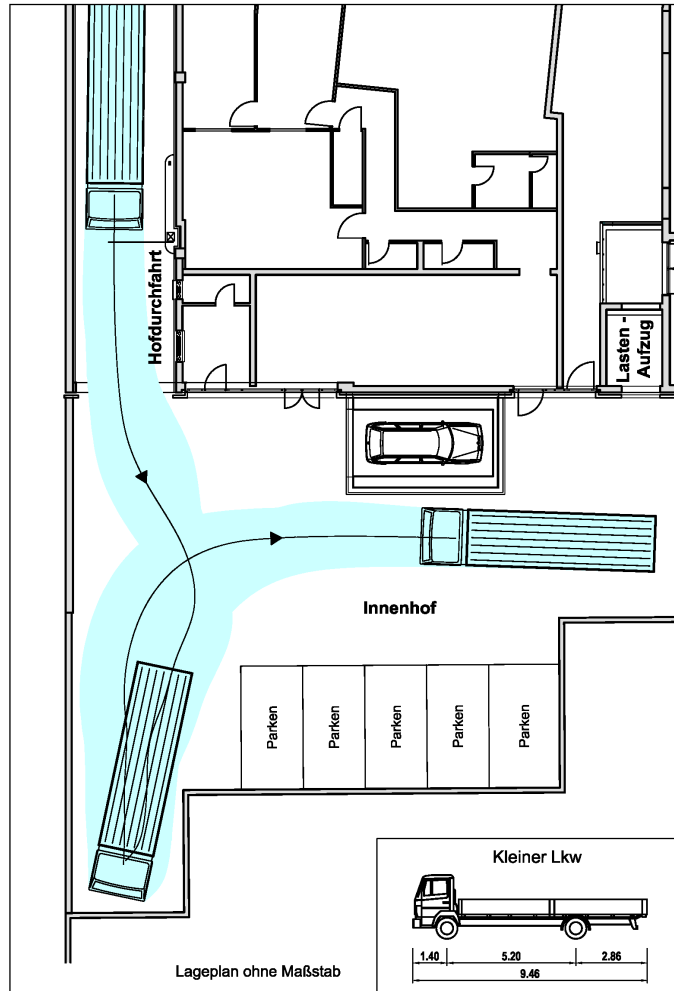 Hofdurchfahrt
Lasten -
Aufzug
Innenhof
Parken
Parken
Parken
Parken
Parken
Kleiner Lkw
1.40
5.20
2.86
9.46
Lageplan ohne Maßstab